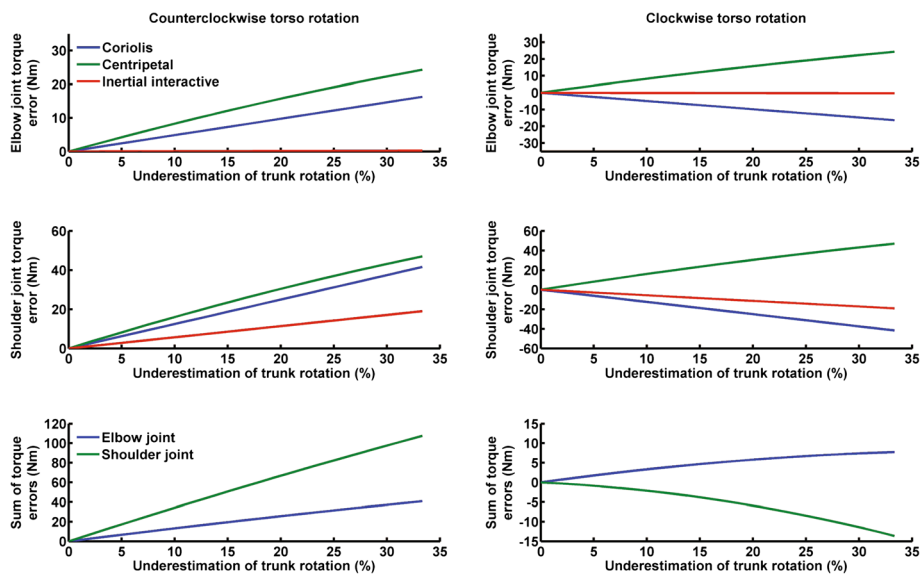 Counterclockwise torso rotation
Elbow joint torque
error (Nm)
30
20
10
0
Coriolis
Centripetal
Inertial interactive
0 5 10 15 20 25 30 35
Underestimation of trunk rotation (%)
Clockwise torso rotation
Elbow joint torque
error (Nm)
30
20
10
0
-10
-20
-30
0 5 10 15 20 25 30 35
Underestimation of trunk rotation (%)
Shoulder joint torque
error (Nm)
60
40
20
0
0 5 10 15 20 25 30 35
Underestimation of trunk rotation (%)
Shoulder joint torque
error (Nm)
60
40
20
0
-20
-40
-60
0 5 10 15 20 25 30 35
Underestimation of trunk rotation (%)
Sum of torque
errors (Nm)
120
100
80
60
40
20
0
Elbow joint
Shoulder joint
0 5 10 15 20 25 30 35
Underestimation of trunk rotation (%)
Sum of torque
errors (Nm)
15
10
5
0
-5
-10
-15
0 5 10 15 20 25 30 35
Underestimation of trunk rotation (%)